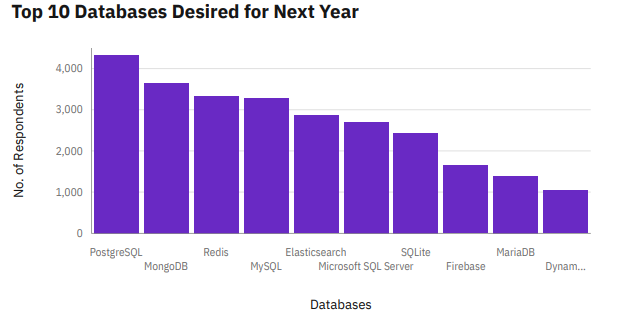 Top 10 Databases Desired for Next Year
No. of Respondents
4,000
3,000
2,000
1,000
0
PostgreSQL
MongoDB
Redis
MySQL
Elasticsearch
Microsoft SQL Server
SQLite
Firebase
MariaDB
Dynam...
Databases